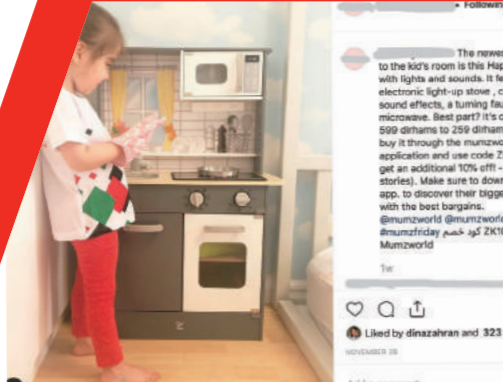 • Following
The newes
to the kid's room is this Hap
with lights and sounds. It fe
electronic light-up stove , c
sound effects, a turning fau
microwave. Best part? It's o
599 dirhams to 259 dirham
buy it through the mumzwo
application and use code Z
get an additional 10% off! -
stories). Make sure to down
app, to discover their bigge
with the best bargains.
@mumzworld @mumzworl
#mumzfriday كود خصم ZK10
Mumzworld
1w
Liked by dinazahran and 323
NOVEMBER 28